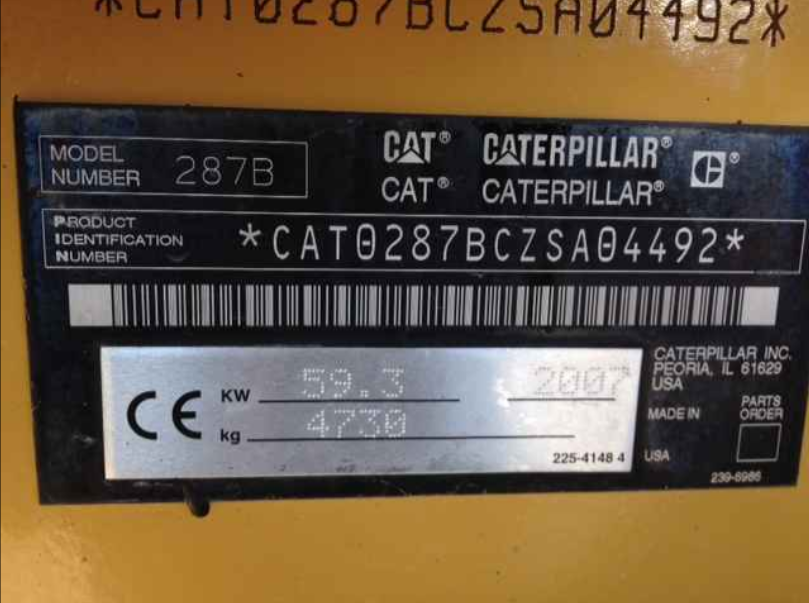 *CAT0287BCZSA04492*
MODEL NUMBER 287B
CAT® CATERPILLAR®
CAT® CATERPILLAR®
PRODUCT IDENTIFICATION NUMBER *CAT0287BCZSA04492*
CE
KW 59.3 2007
kg 4730
225-4148 4
CATERPILLAR INC.
PEORIA, IL 61629
USA
MADE IN
USA
PARTS ORDER
239-6986